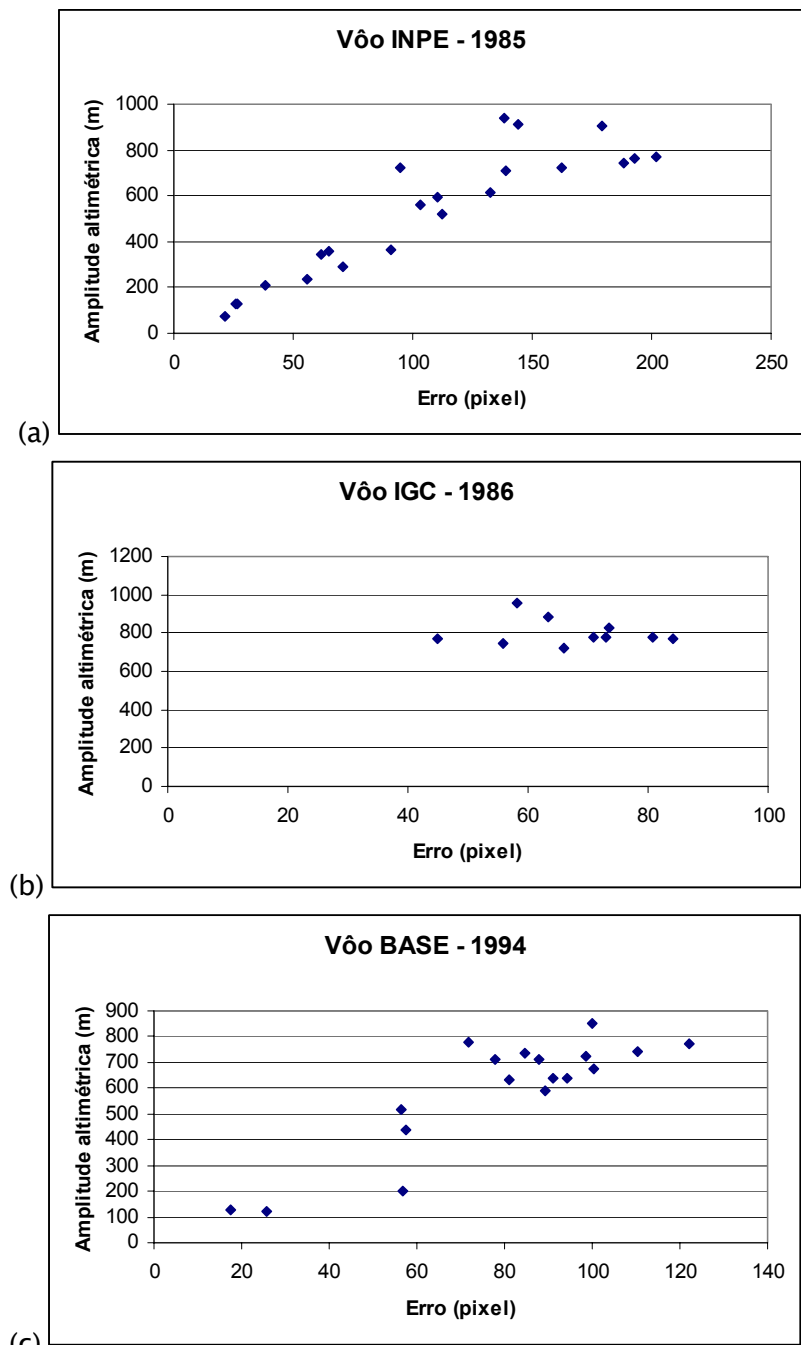 Vôo INPE - 1985
Amplitude altimétrica (m)
1000
800
600
400
200
0
0 50 100 150 200 250
Erro (pixel)
(a)
Vôo IGC - 1986
Amplitude altimétrica (m)
1200
1000
800
600
400
200
0
0 20 40 60 80 100
Erro (pixel)
(b)
Vôo BASE - 1994
Amplitude altimétrica (m)
900
800
700
600
500
400
300
200
100
0
0 20 40 60 80 100 120 140
Erro (pixel)
(c)